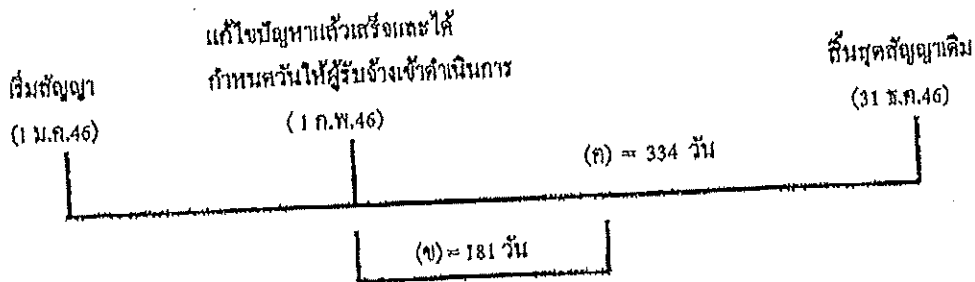 แก้ไขปัญหาแล้วเสร็จและได้
กำหนดวันให้ผู้รับจ้างเข้าดำเนินการ
(1 ก.พ.46)
เริ่มสัญญา
(1 ม.ค.46)
สิ้นสุดสัญญาเดิม
(31 ธ.ค.46)
(ค) = 334 วัน
(ข) = 181 วัน